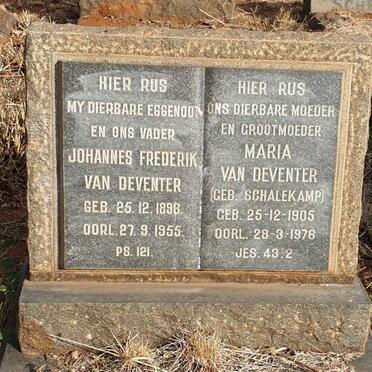 HIER RUS
MY DIERBARE EGGENOOT
EN ONS VADER
JOHANNES FREDERIK
VAN DEVENTER
GEB. 25. 12. 1898
OORL. 27. 9. 1955
PS. 121.
HIER RUS
ONS DIERBARE MOEDER
EN GROOTMOEDER
MARIA
VAN DEVENTER
(GEB. SCHALEKAMP)
GEB. 25-12-1905
OORL. 28-3-1976
JES. 43:2